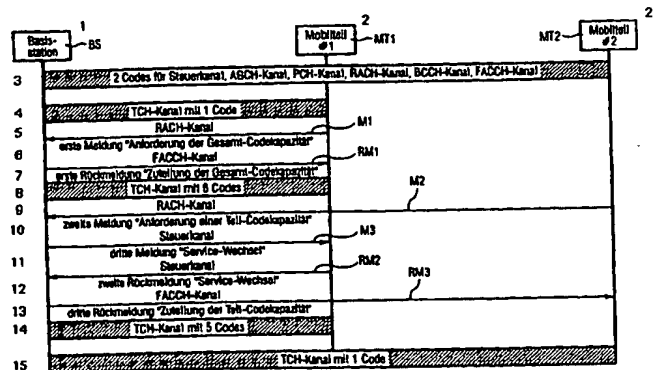 1
2
2
Basis-
station
BS
Mobilteil
#1
MT1
MT2
Mobilteil
#2
3
2 Codes für Steuerkanal, AGCH-Kanal, PCH-Kanal, RACH-Kanal, BCCH-Kanal, FACCH-Kanal
4
TCH-Kanal mit 1 Code
5
RACH-Kanal
M1
erste Meldung "Anforderung der Gesamt-Codekapazität"
6
FACCH-Kanal
RM1
7
erste Rückmeldung "Zuteilung der Gesamt-Codekapazität"
8
TCH-Kanal mit 6 Codes
9
RACH-Kanal
M2
zweite Meldung "Anforderung einer Teil-Codekapazität"
10
Steuerkanal
M3
dritte Meldung "Service-Wechsel"
11
Steuerkanal
RM2
zweite Rückmeldung "Service-Wechsel"
12
FACCH-Kanal
RM3
13
dritte Rückmeldung "Zuteilung der Teil-Codekapazität"
14
TCH-Kanal mit 5 Codes
15
TCH-Kanal mit 1 Code